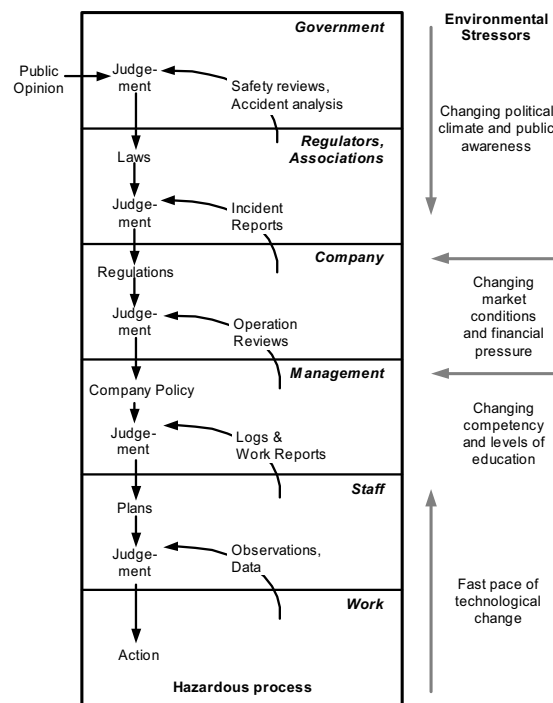 Government
Environmental
Stressors
Public
Opinion
Judge-
ment
Safety reviews,
Accident analysis
Changing political
climate and public
awareness
Regulators,
Associations
Laws
Judge-
ment
Incident
Reports
Company
Regulations
Changing
market
conditions
and financial
pressure
Judge-
ment
Operation
Reviews
Management
Company Policy
Changing
competency
and levels of
education
Judge-
ment
Logs &
Work Reports
Staff
Plans
Judge-
ment
Observations,
Data
Fast pace of
technological
change
Work
Action
Hazardous process